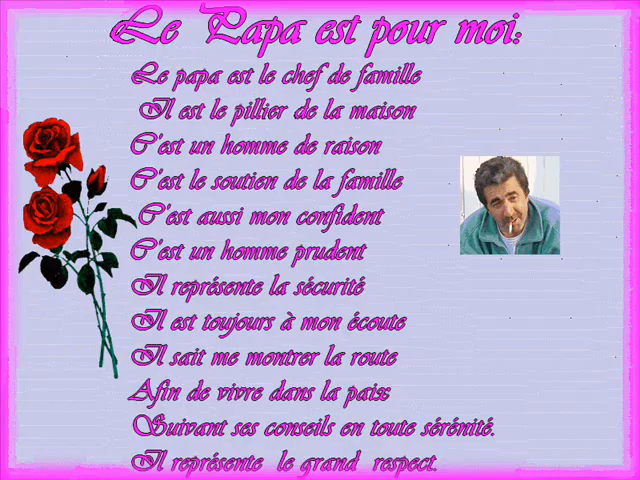 Le Papa est pour moi:
Le papa est le chef de famille
Il est le pillier de la maison
C'est un homme de raison
C'est le soutien de la famille
C'est aussi mon confident
C'est un homme prudent
Il représente la sécurité
Il est toujours à mon écoute
Il sait me montrer la route
Afin de vivre dans la paix
Suivant ses conseils en toute sérénité.
Il représente le grand respect.